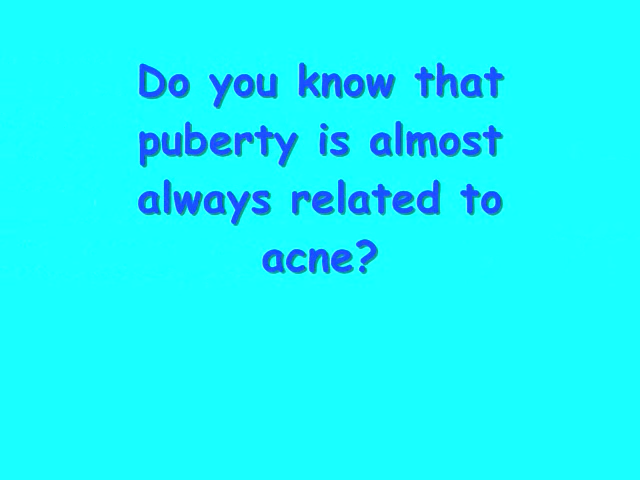 Do you know that
puberty is almost
always related to
acne?